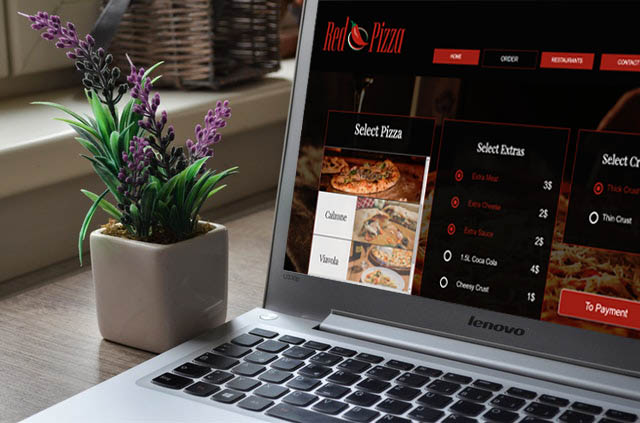 Red Pizza
HOME
ORDER
RESTAURANTS
CONTACT
Select Pizza
Calzone
Viavola
Select Extras
Extra Meat 3$
Extra Cheese 2$
Extra Sauce 2$
1.5L Coca Cola 4$
Cheesy Crust 1$
Select Cr
Thick Crus
Thin Crust
To Payment
lenovo